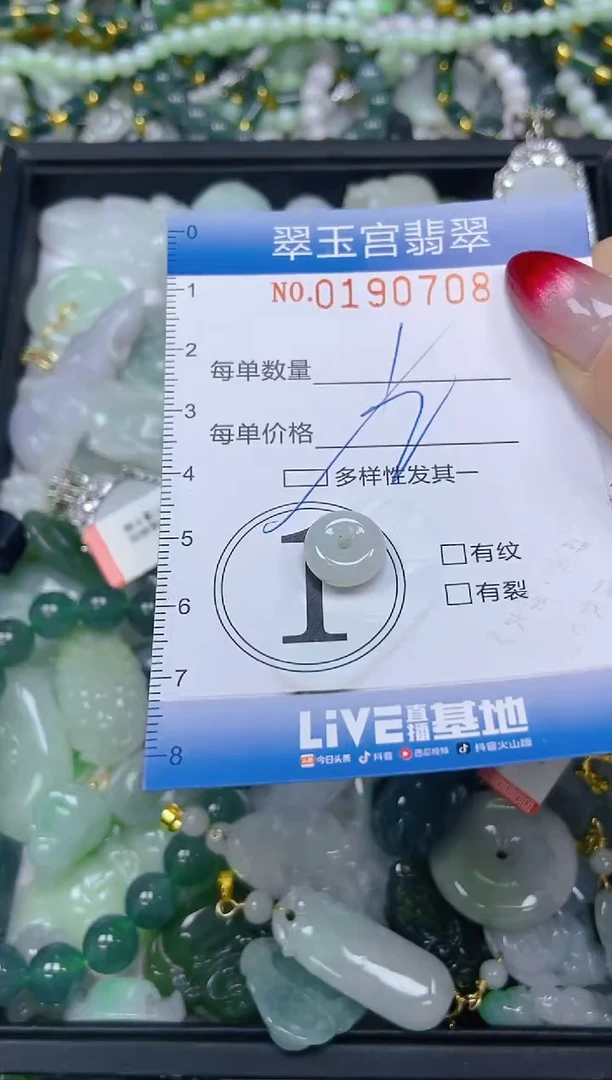 0
翠玉宫翡翠
1
NO.0190708
2
每单数量
3
每单价格
4
多样性发其一
5
1
有纹
6
有裂
7
LiVE直播基地
8
今日头条 抖音 西瓜视频 抖音火山版